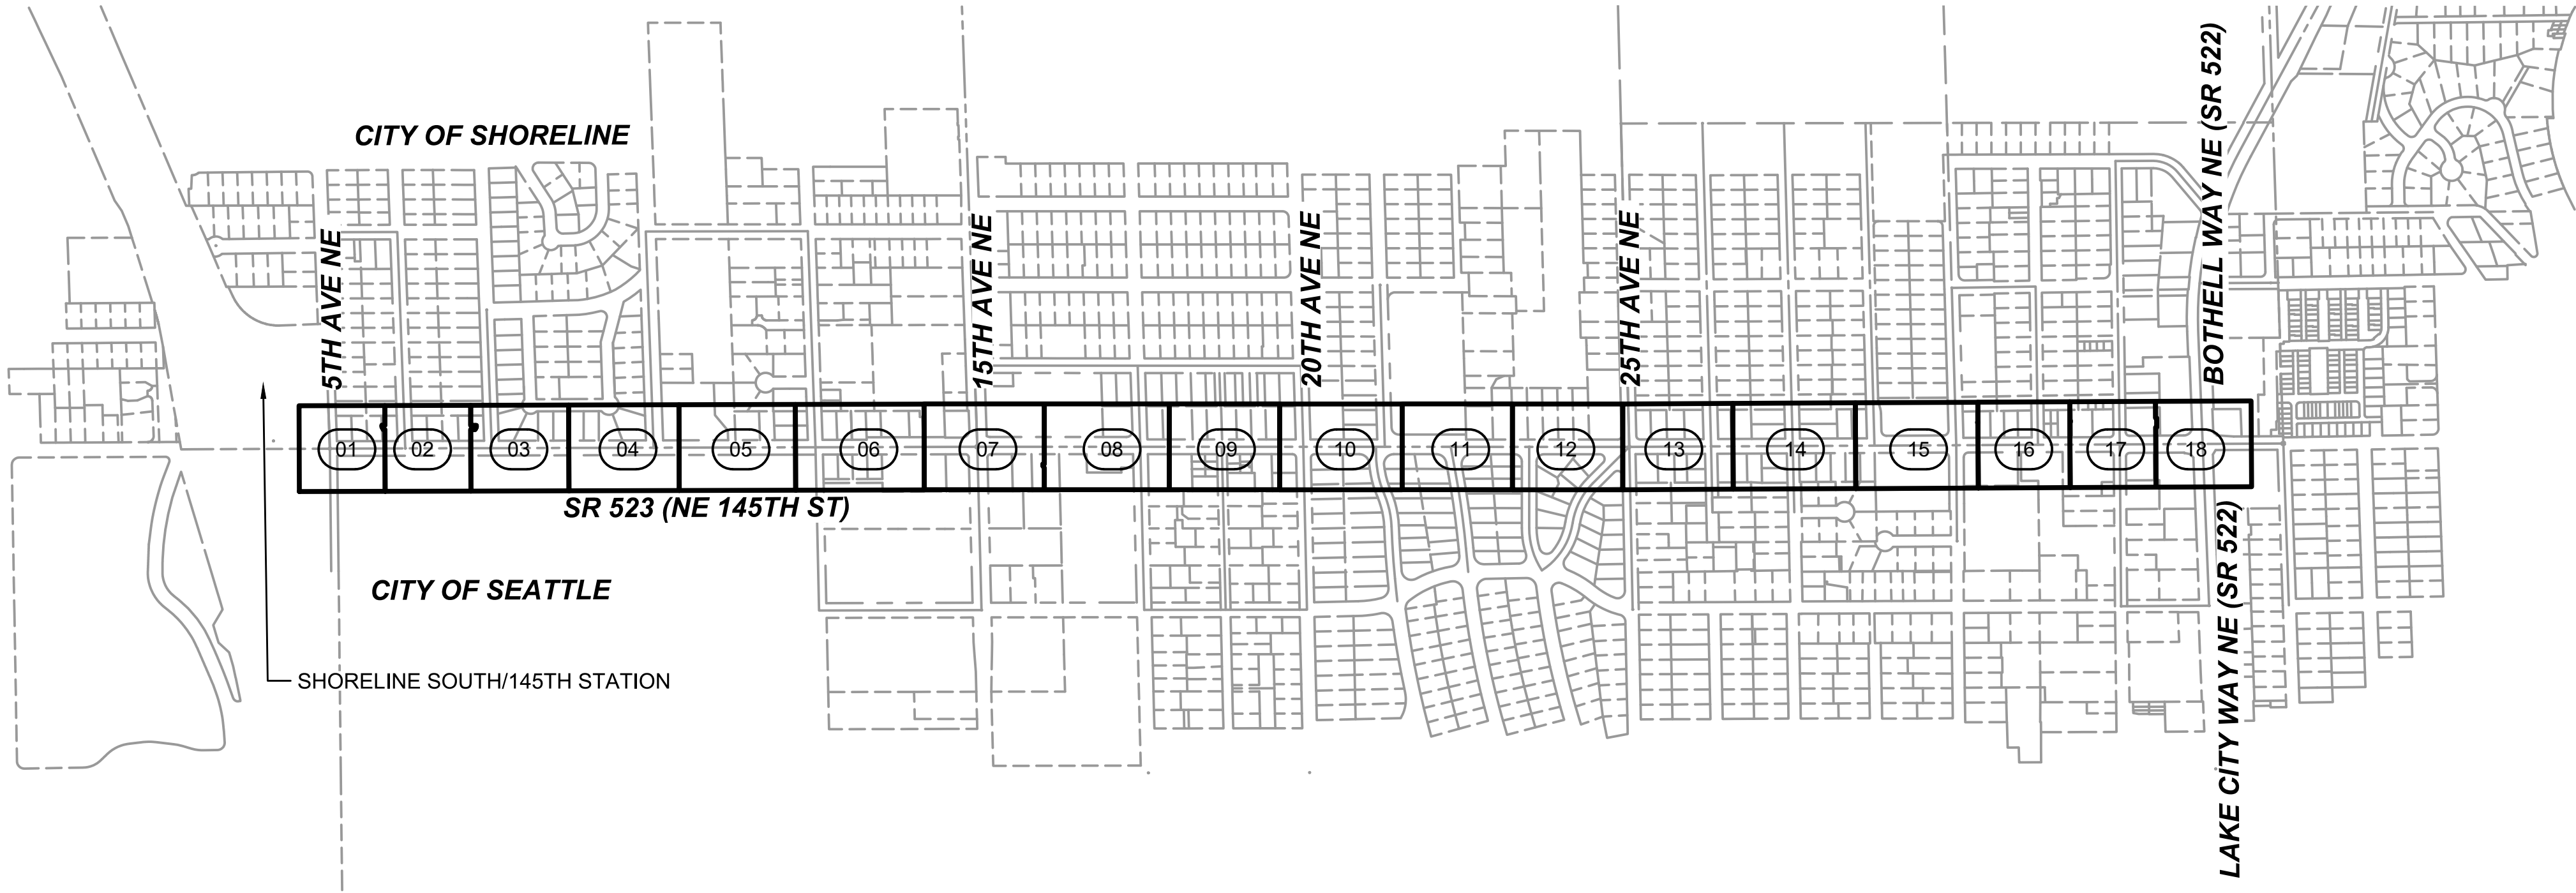 CITY OF SHORELINE
5TH AVE NE
15TH AVE NE
20TH AVE NE
25TH AVE NE
BOTHELL WAY NE (SR 522)
01
02
03
04
05
06
07
08
09
10
11
12
13
14
15
16
17
18
SR 523 (NE 145TH ST)
CITY OF SEATTLE
SHORELINE SOUTH/145TH STATION
LAKE CITY WAY NE (SR 522)